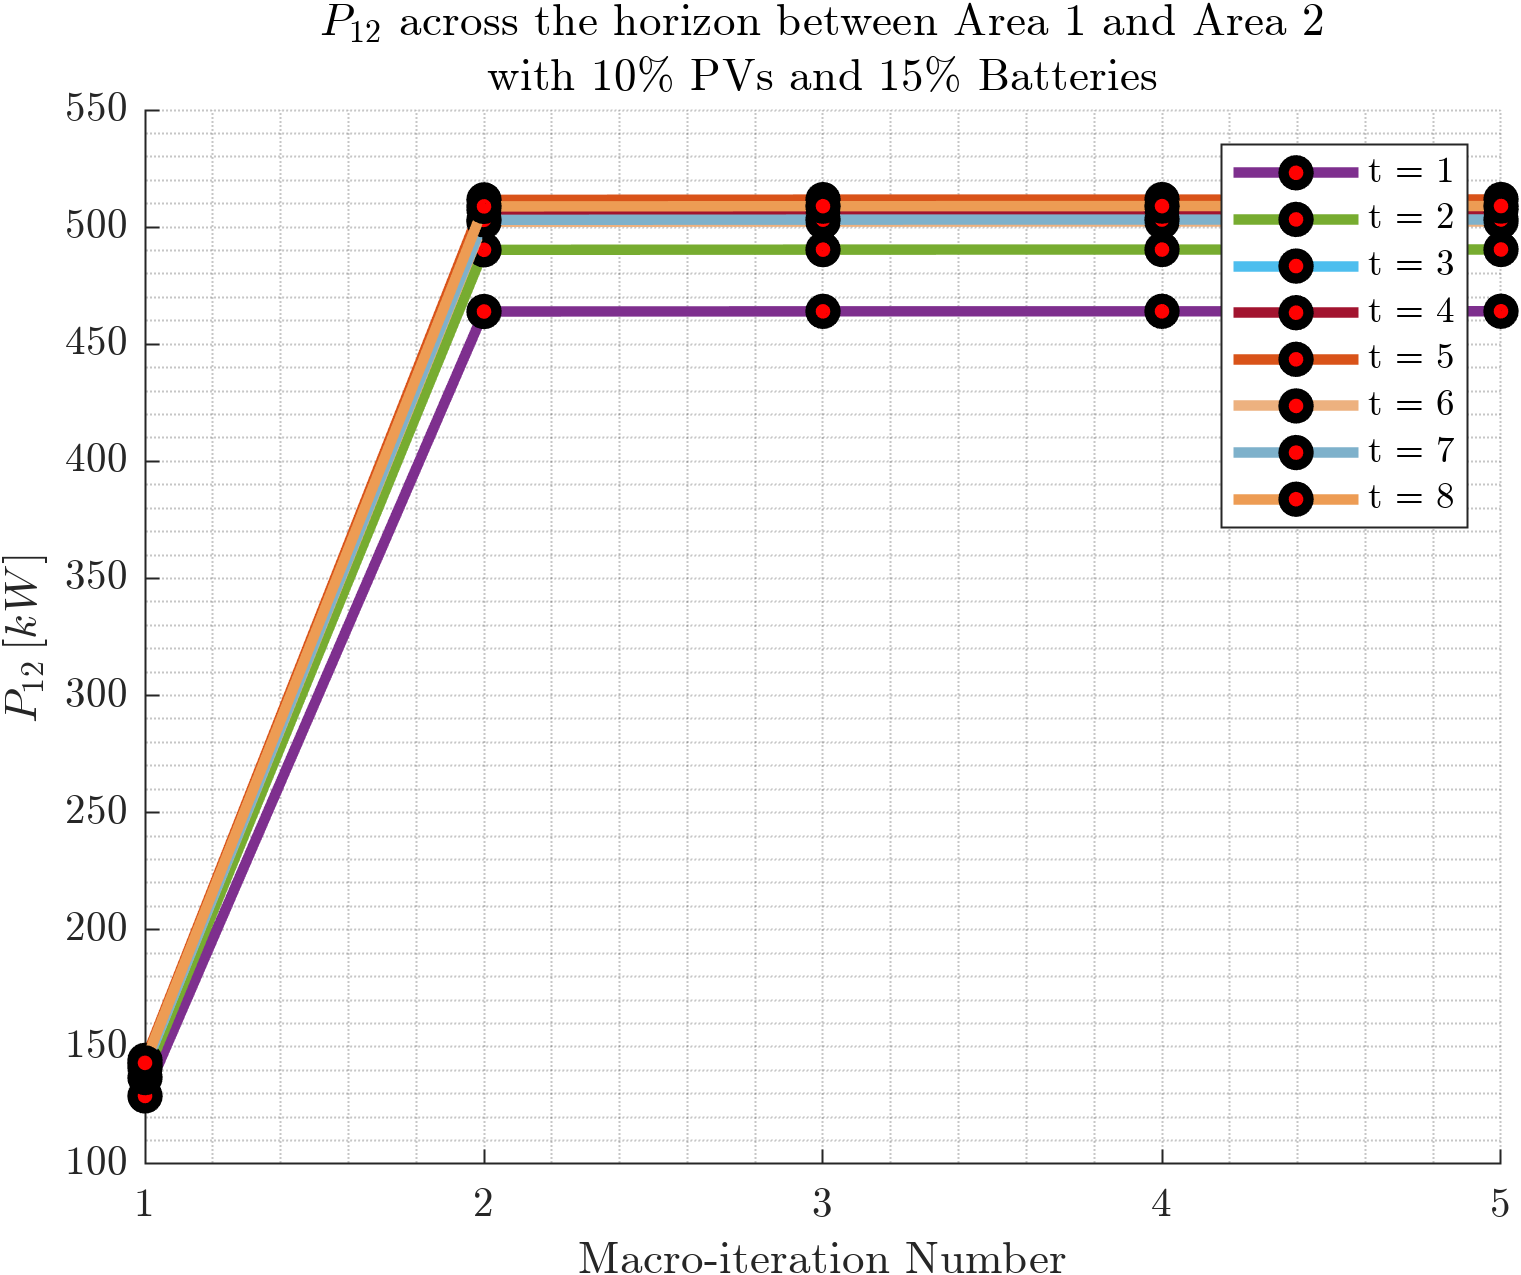 P₁₂ across the horizon between Area 1 and Area 2
with 10% PVs and 15% Batteries
550
500
450
400
350
300
250
200
150
100
P₁₂ [kW]
t = 1
t = 2
t = 3
t = 4
t = 5
t = 6
t = 7
t = 8
1 2 3 4 5
Macro-iteration Number